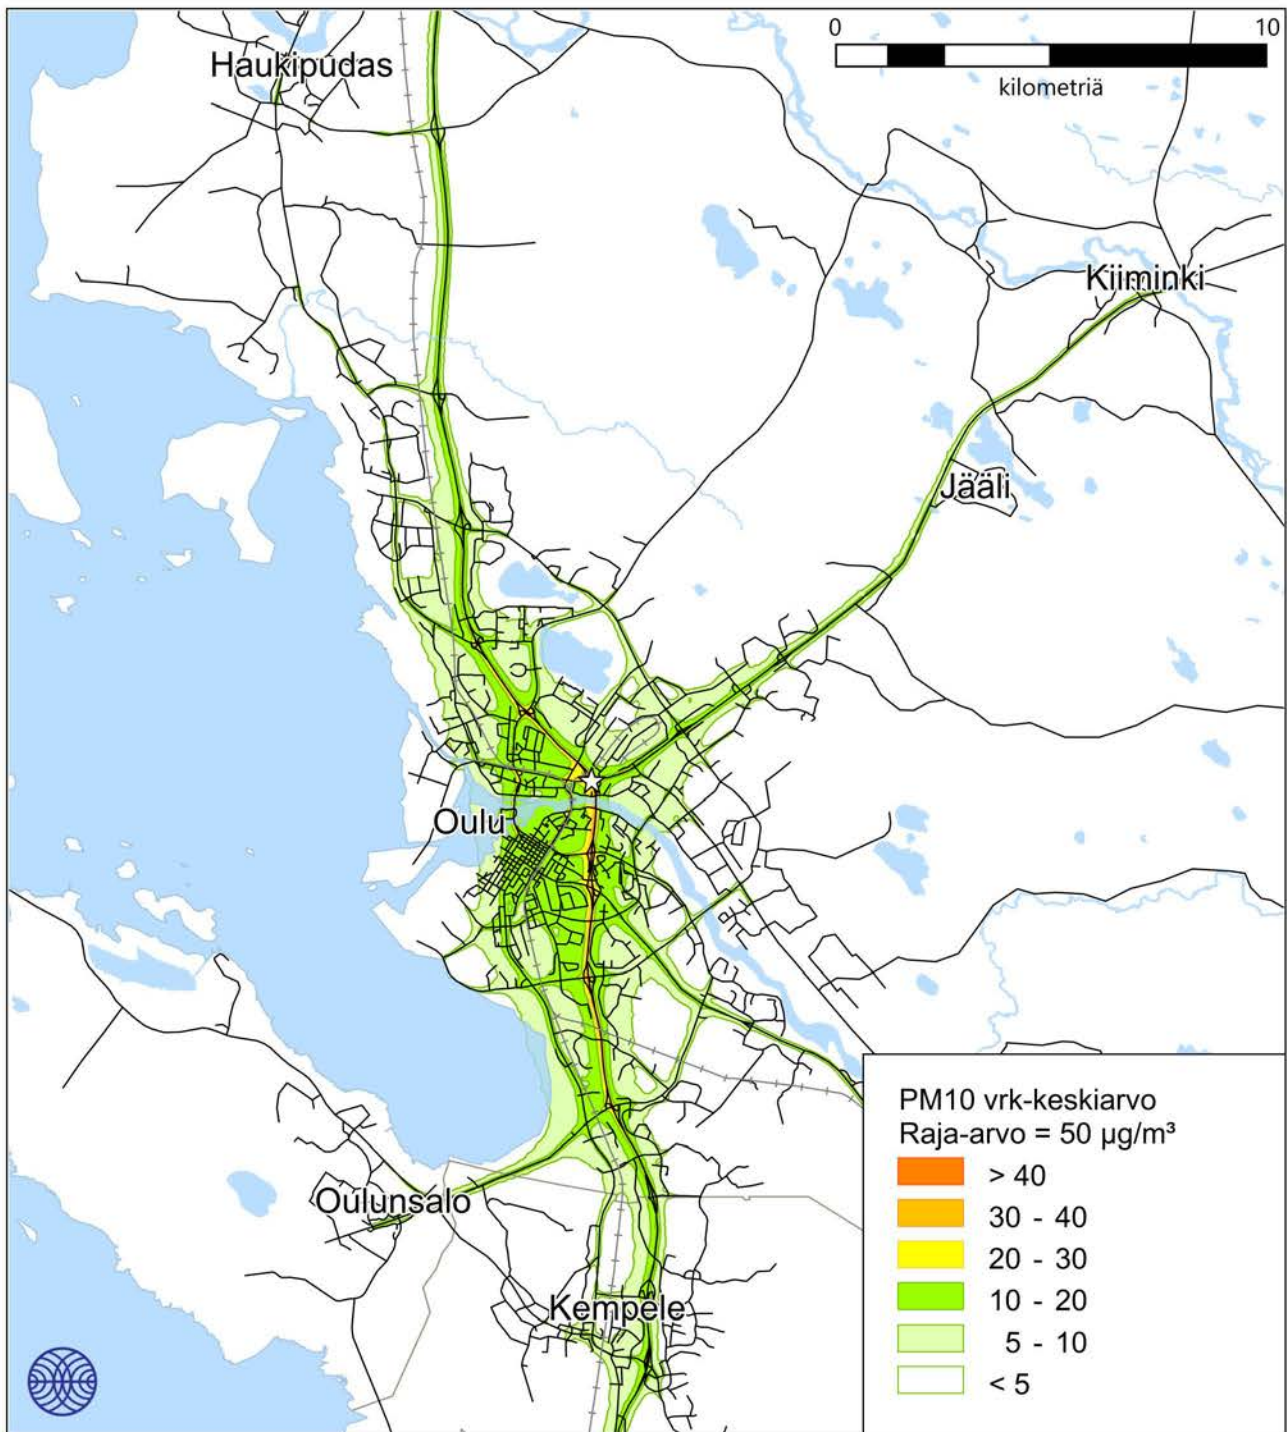 0 10
kilometriä
Haukipudas
Kiiminki
Jääli
Oulu
Oulunsalo
Kempele
PM10 vrk-keskiarvo
Raja-arvo = 50 µg/m³
> 40
30 - 40
20 - 30
10 - 20
5 - 10
< 5